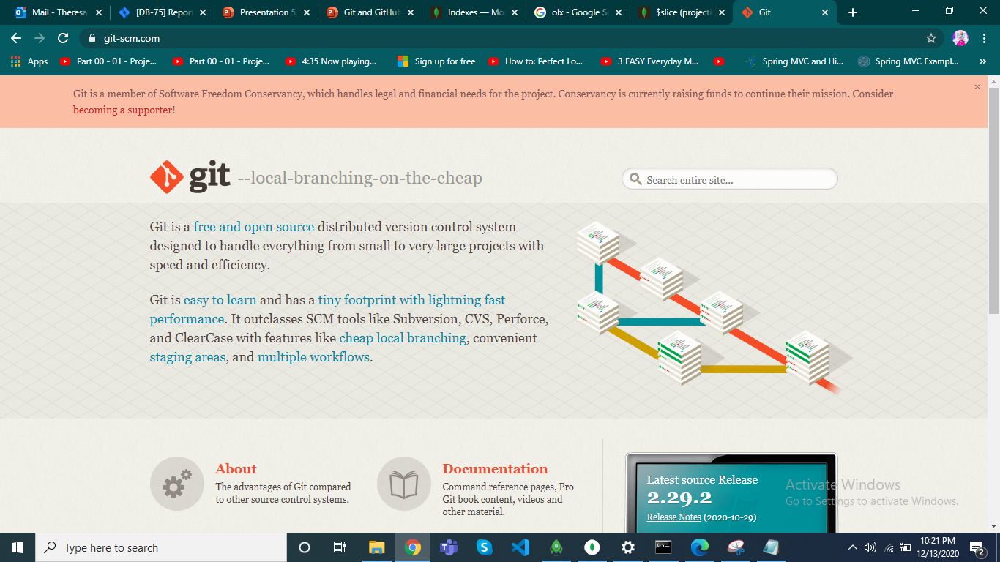 Mail - Theresa
[DB-75] Repor
Presentation 5.
Git and GitHub
Indexes — Mo
olx - Google Se
$slice (projecti
Git
git-scm.com
Apps
Part 00 - 01 - Proje...
Part 00 - 01 - Proje...
4:35 Now playing...
Sign up for free
How to: Perfect Lo...
3 EASY Everyday M...
Spring MVC and Hi...
Spring MVC Exampl...
»
Git is a member of Software Freedom Conservancy, which handles legal and financial needs for the project. Conservancy is currently raising funds to continue their mission. Consider
becoming a supporter!
git --local-branching-on-the-cheap
Search entire site...
Git is a free and open source distributed version control system
designed to handle everything from small to very large projects with
speed and efficiency.
Git is easy to learn and has a tiny footprint with lightning fast
performance. It outclasses SCM tools like Subversion, CVS, Perforce,
and ClearCase with features like cheap local branching, convenient
staging areas, and multiple workflows.
About
The advantages of Git compared
to other source control systems.
Documentation
Command reference pages, Pro
Git book content, videos and
other material.
Latest source Release
2.29.2
Release Notes (2020-10-29)
Activate Windows
Go to Settings to activate Windows.
Type here to search
10:21 PM
12/13/2020
2